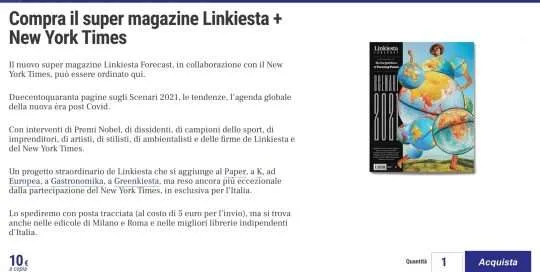 Compra il super magazine Linkiesta +
New York Times
Il nuovo super magazine Linkiesta Forecast, in collaborazione con il New
York Times, può essere ordinato qui.
Duecentoquaranta pagine sugli Scenari 2021, le tendenze, l'agenda globale
della nuova èra post Covid.
Con interventi di Premi Nobel, di dissidenti, di campioni delle sport, di
imprenditori, di artisti, di stilisti, di ambientalisti e delle firme de Linkiesta e
del New York Times.
Un progetto straordinario de Linkiesta che si aggiunge al Paper, a K, ad
Europea, a Gastronomika, a Greenkiesta, ma reso ancora più eccezionale
dalla partecipazione del New York Times, in esclusiva per l'Italia.
Lo spediremo con posta tracciata (al costo di 5 euro per l'invio), ma si trova
anche nelle edicole di Milano e Roma e nelle migliori librerie indipendenti
d'Italia.
Linkiesta
FORECAST
2021
10€
a copia
Quantità
1
Acquista